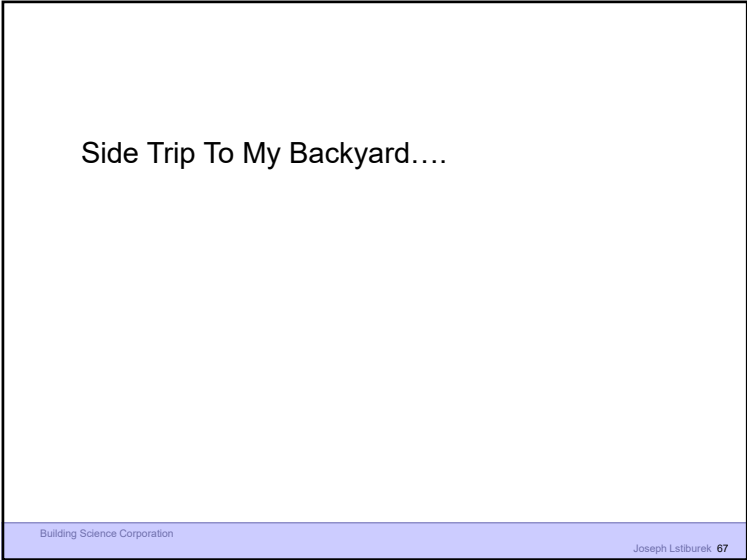 Side Trip To My Backyard….
Building Science Corporation
Joseph Lstiburek 67